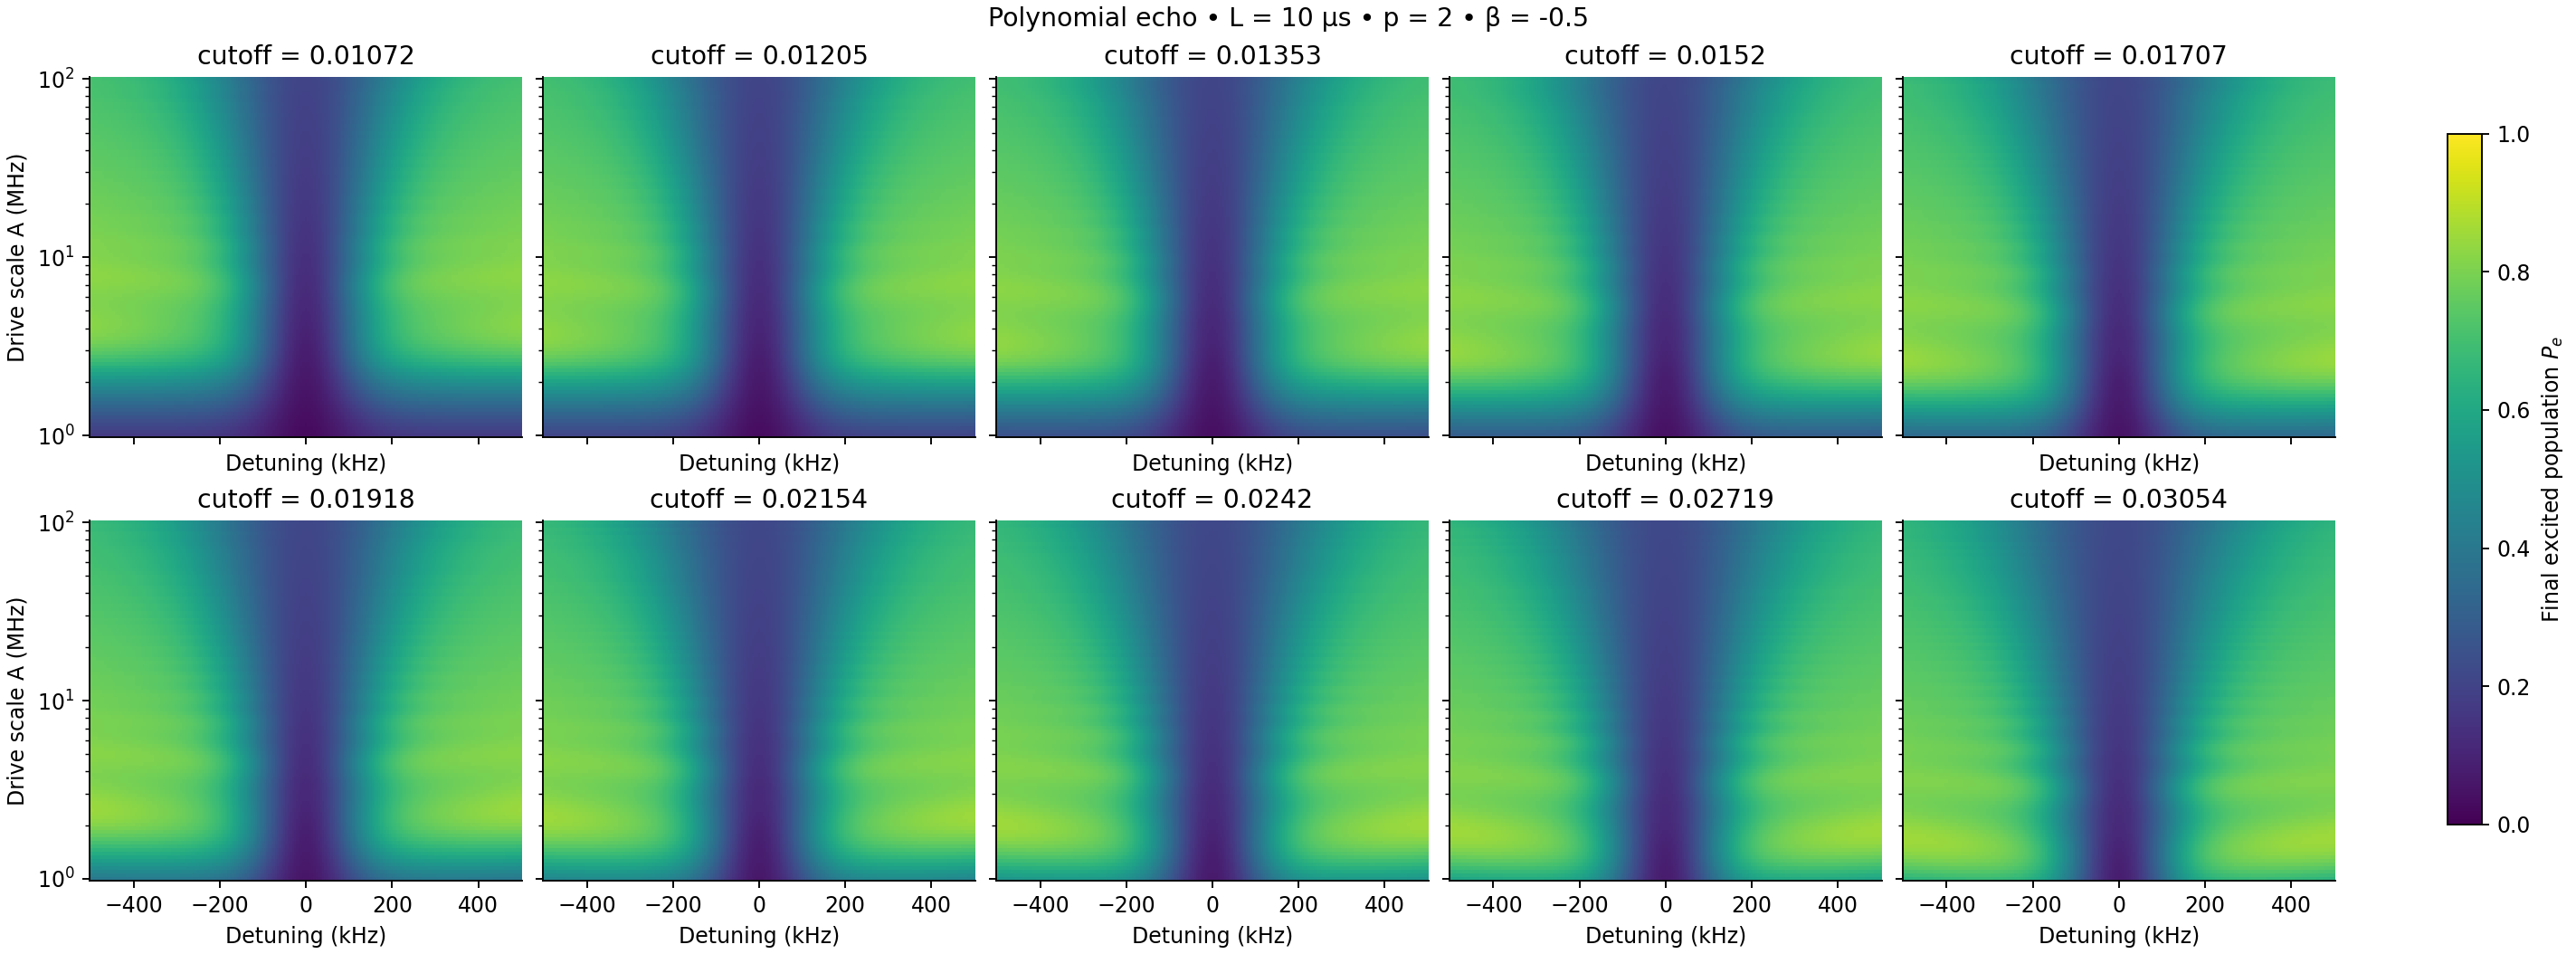 Polynomial echo • L = 10 µs • p = 2 • β = -0.5
cutoff = 0.01072
cutoff = 0.01205
cutoff = 0.01353
cutoff = 0.0152
cutoff = 0.01707
Drive scale A (MHz)
10²
10¹
10⁰
Detuning (kHz)
Detuning (kHz)
Detuning (kHz)
Detuning (kHz)
Detuning (kHz)
cutoff = 0.01918
cutoff = 0.02154
cutoff = 0.0242
cutoff = 0.02719
cutoff = 0.03054
Drive scale A (MHz)
10²
10¹
10⁰
−400 −200 0 200 400
−400 −200 0 200 400
−400 −200 0 200 400
−400 −200 0 200 400
−400 −200 0 200 400
Detuning (kHz)
Detuning (kHz)
Detuning (kHz)
Detuning (kHz)
Detuning (kHz)
1.0
0.8
0.6
0.4
0.2
0.0
Final excited population Pₑ